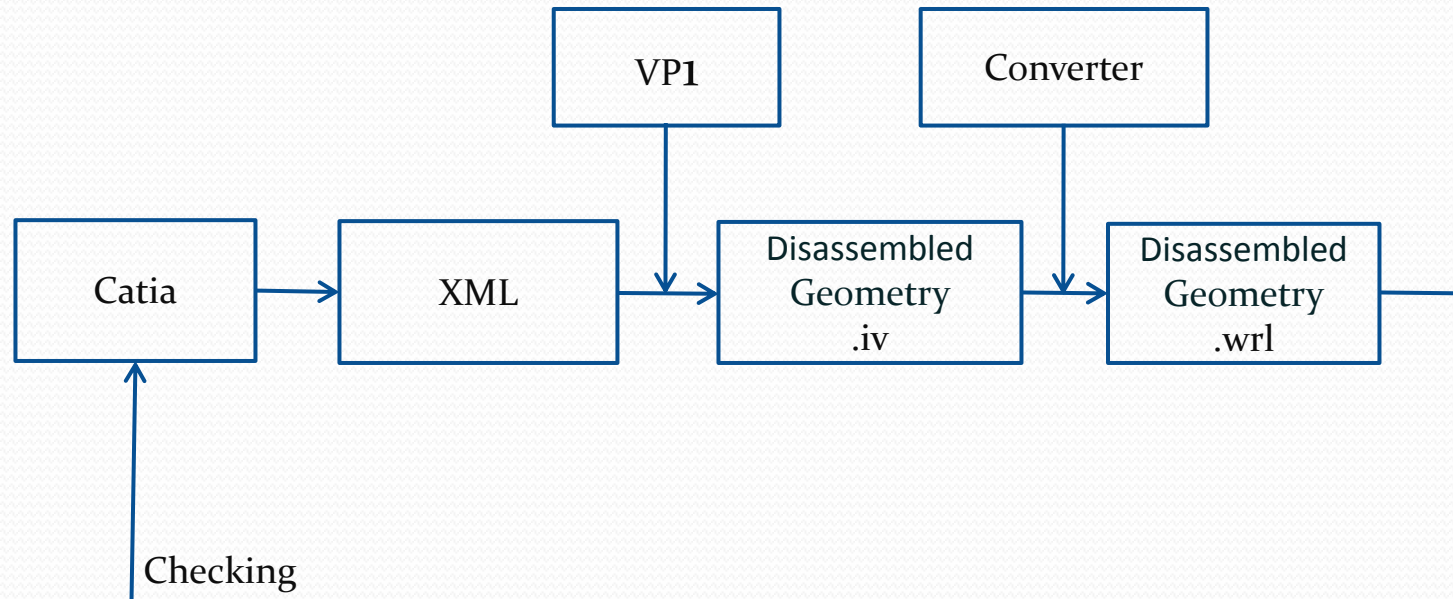 VP1
Converter
Catia
XML
Disassembled
Geometry
.iv
Disassembled
Geometry
.wrl
Checking